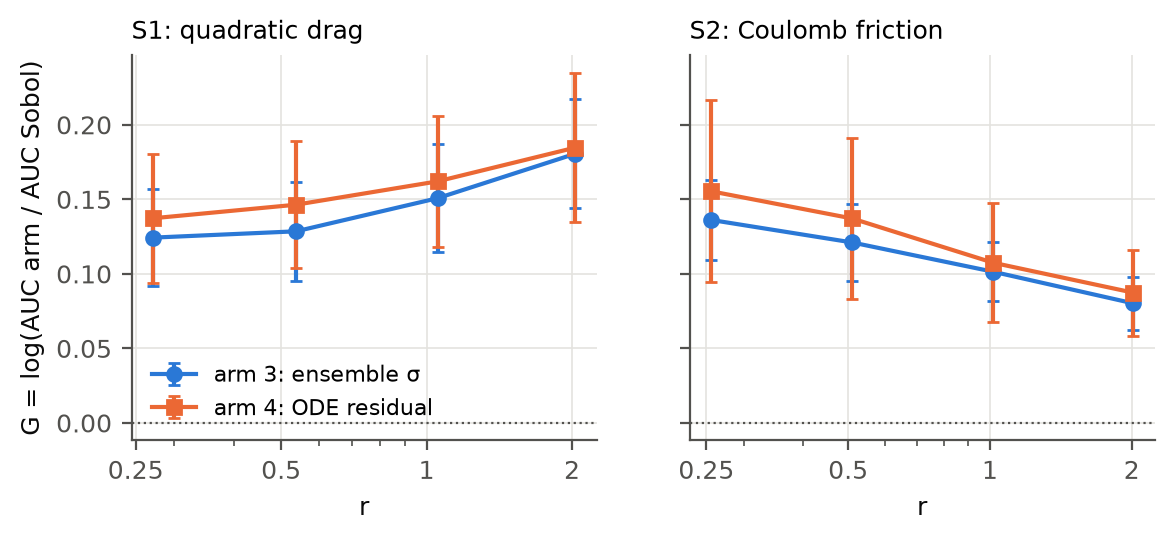 S1: quadratic drag
S2: Coulomb friction
G = log(AUC arm / AUC Sobol)
0.20
0.15
0.10
0.05
0.00
arm 3: ensemble σ
arm 4: ODE residual
0.25
0.5
1
2
0.25
0.5
1
2
r
r